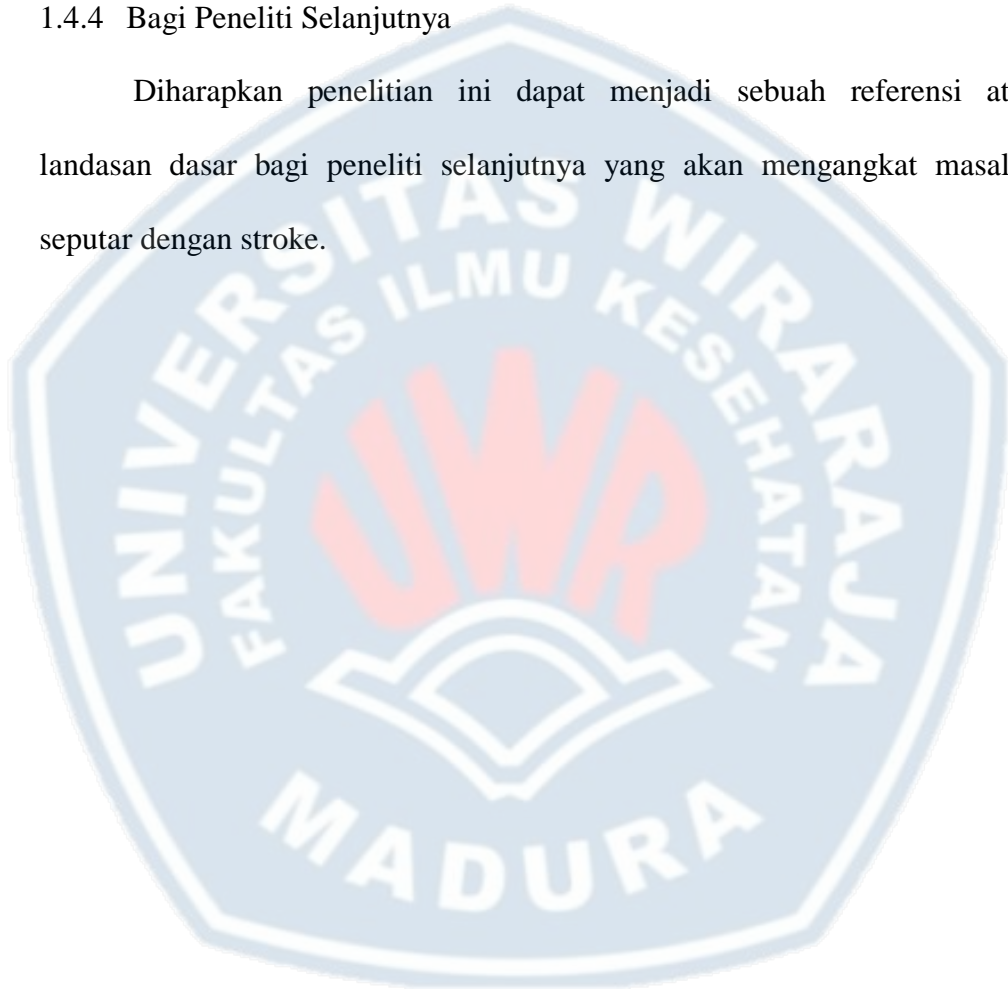 1.4.4 Bagi Peneliti Selanjutnya
Diharapkan penelitian ini dapat menjadi sebuah referensi at
landasan dasar bagi peneliti selanjutnya yang akan mengangkat masal
seputar dengan stroke.
UNIVERSITAS WIRARAJA
FAKULTAS ILMU KESEHATAN
UWR
MADURA